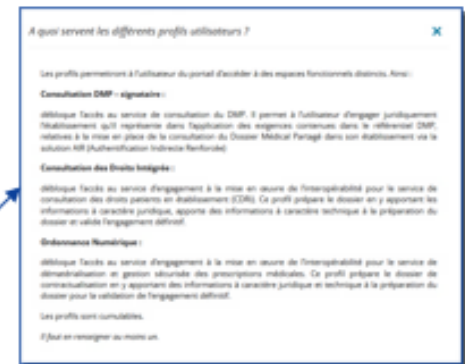 A quoi servent les différents profils utilisateurs ?
Les profils permettront à l'utilisateur du portail d'accéder à des espaces fonctionnels distincts. Ainsi :
Consultation DMP - signataire :
débloque l'accès au service de consultation du DMP. Il permet à l'utilisateur d'engager juridiquement
l'établissement qu'il représente dans l'application des exigences contenues dans le référentiel DMP,
relatives à la mise en place de la consultation du Dossier Médical Partagé dans son établissement via la
solution AIR (Authentification Indirecte Renforcée)
Consultation des Droits Intégrée :
débloque l'accès au service d'engagement à la mise en œuvre de l'interopérabilité pour le service de
consultation des droits patients en établissement (CDRi). Ce profil prépare le dossier en y apportant les
informations à caractère juridique, apporte des informations à caractère technique à la préparation du
dossier et valide l'engagement définitif.
Ordonnance Numérique :
débloque l'accès au service d'engagement à la mise en œuvre de l'interopérabilité pour le service de
dématérialisation et gestion sécurisée des prescriptions médicales. Ce profil prépare le dossier de
contractualisation en y apportant des informations à caractère juridique et technique à la préparation du
dossier pour la validation de l'engagement définitif.
Les profils sont cumulables.
Il faut en renseigner au moins un.